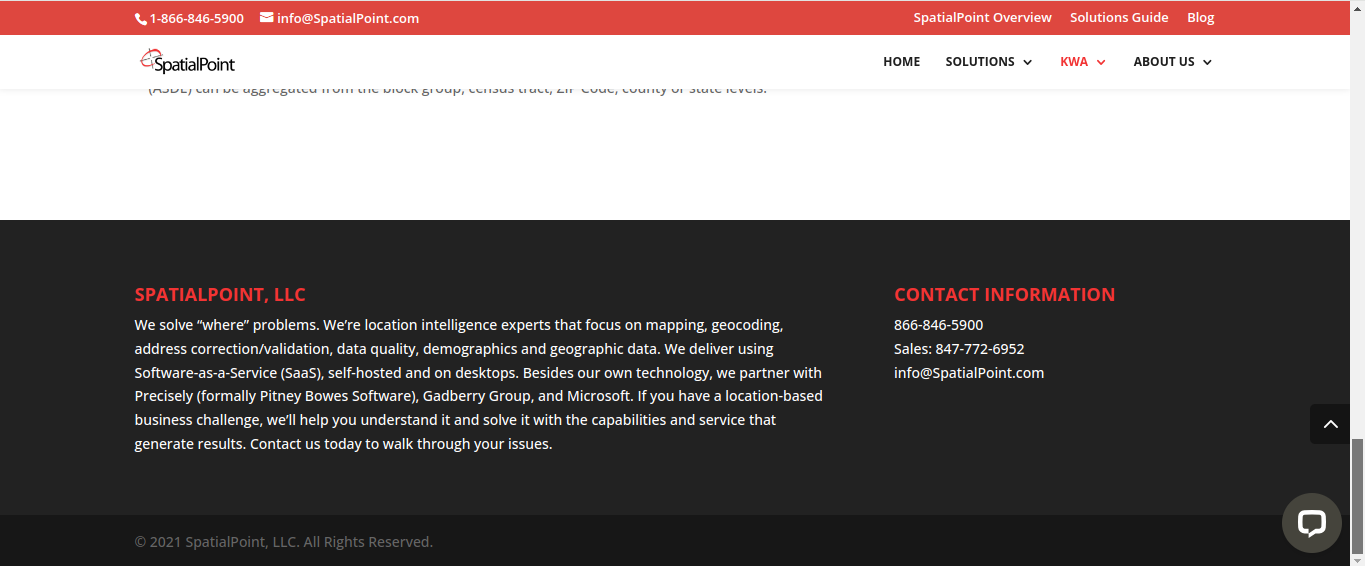 1-866-846-5900 info@SpatialPoint.com SpatialPoint Overview Solutions Guide Blog
SpatialPoint HOME SOLUTIONS KWA ABOUT US
(ASDE) can be aggregated from the block group, census tract, ZIP Code, county or state levels.
SPATIALPOINT, LLC
We solve “where” problems. We’re location intelligence experts that focus on mapping, geocoding,
address correction/validation, data quality, demographics and geographic data. We deliver using
Software-as-a-Service (SaaS), self-hosted and on desktops. Besides our own technology, we partner with
Precisely (formally Pitney Bowes Software), Gadberry Group, and Microsoft. If you have a location-based
business challenge, we’ll help you understand it and solve it with the capabilities and service that
generate results. Contact us today to walk through your issues.
CONTACT INFORMATION
866-846-5900
Sales: 847-772-6952
info@SpatialPoint.com
© 2021 SpatialPoint, LLC. All Rights Reserved.